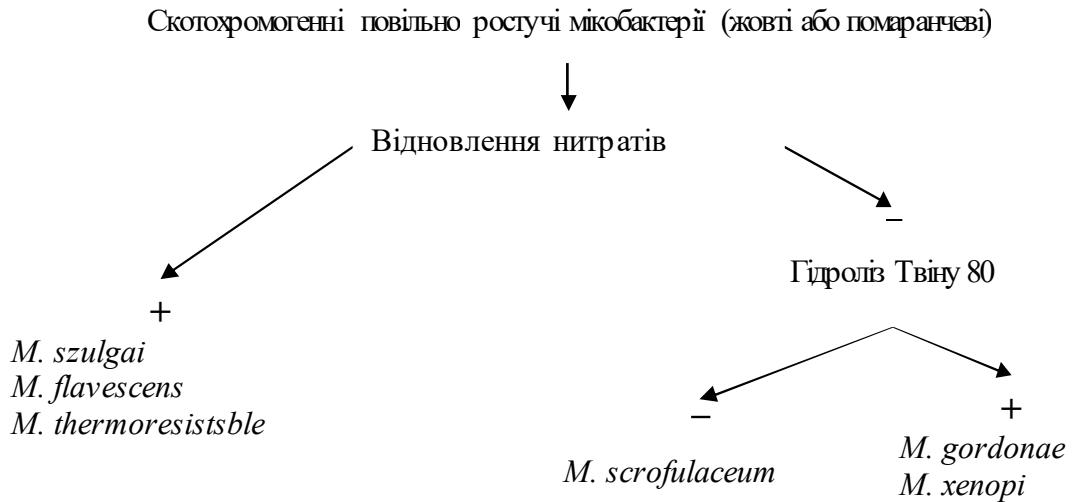 Скотохромогенні повільно ростучі мікобактерії (жовті або помаранчеві)
Відновлення нитратів
–
Гідроліз Твіну 80
+
M. szulgai
M. flavescens
M. thermoresistsble
–
M. scrofulaceum
+
M. gordonae
M. xenopi